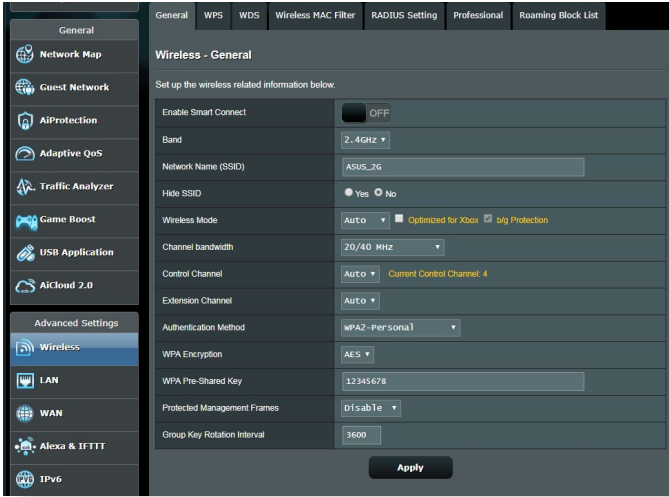 General
Network Map
Guest Network
AiProtection
Adaptive QoS
Traffic Analyzer
Game Boost
USB Application
AiCloud 2.0
Advanced Settings
Wireless
LAN
WAN
Alexa & IFTTT
IPv6
General WPS WDS Wireless MAC Filter RADIUS Setting Professional Roaming Block List
Wireless - General
Set up the wireless related information below.
Enable Smart Connect OFF
Band 2.4GHz
Network Name (SSID) ASUS_2G
Hide SSID Yes No
Wireless Mode Auto Optimized for Xbox b/g Protection
Channel bandwidth 20/40 MHz
Control Channel Auto Current Control Channel: 4
Extension Channel Auto
Authentication Method WPA2-Personal
WPA Encryption AES
WPA Pre-Shared Key 12345678
Protected Management Frames Disable
Group Key Rotation Interval 3600
Apply